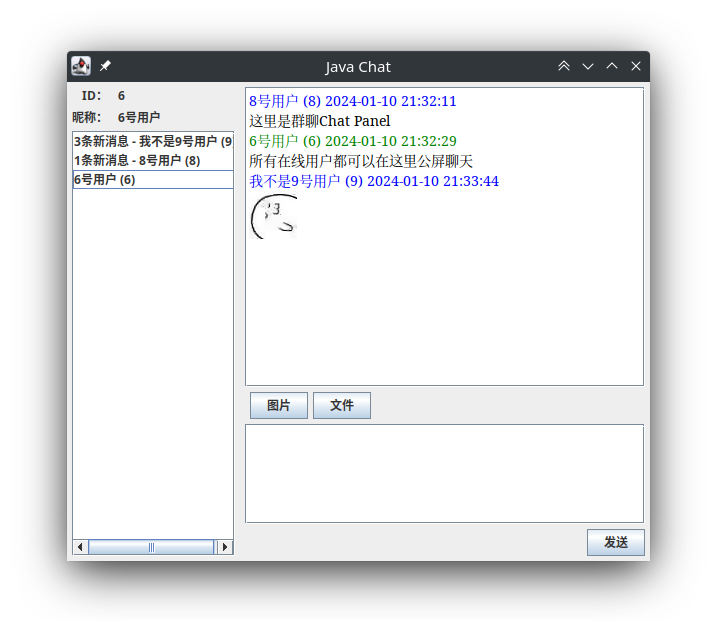 Java Chat
ID: 6
昵称: 6号用户
3条新消息 - 我不是9号用户 (9
1条新消息 - 8号用户 (8)
6号用户 (6)
8号用户 (8) 2024-01-10 21:32:11
这里是群聊Chat Panel
6号用户 (6) 2024-01-10 21:32:29
所有在线用户都可以在这里公屏聊天
我不是9号用户 (9) 2024-01-10 21:33:44
图片 文件
发送